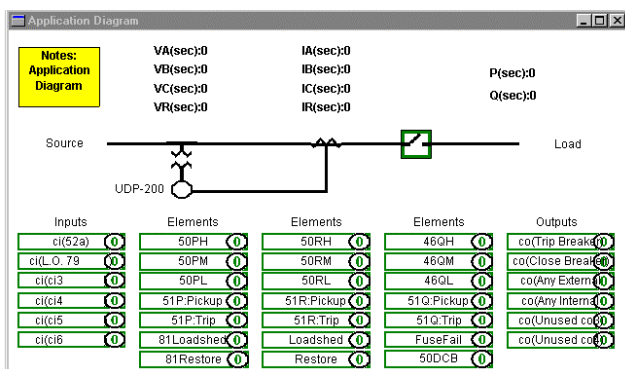 Application Diagram
Notes:
Application
Diagram
VA(sec):0
VB(sec):0
VC(sec):0
VR(sec):0
IA(sec):0
IB(sec):0
IC(sec):0
IR(sec):0
P(sec):0
Q(sec):0
Source
Load
UDP-200
Inputs
ci(52a) 0
ci(L.O. 79 0
ci(ci3 0
ci(ci4 0
ci(ci5 0
ci(ci6 0
Elements
50PH 0
50PM 0
50PL 0
51P:Pickup 0
51P:Trip 0
81Loadshed 0
81Restore 0
Elements
50RH 0
50RM 0
50RL 0
51R:Pickup 0
51R:Trip 0
Loadshed 0
Restore 0
Elements
46QH 0
46QM 0
46QL 0
51Q:Pickup 0
51Q:Trip 0
FuseFail 0
50DCB 0
Outputs
co(Trip Breaker) 0
co(Close Breaker) 0
co(Any External 0
co(Any Internal 0
co(Unused co 0
co(Unused co 0